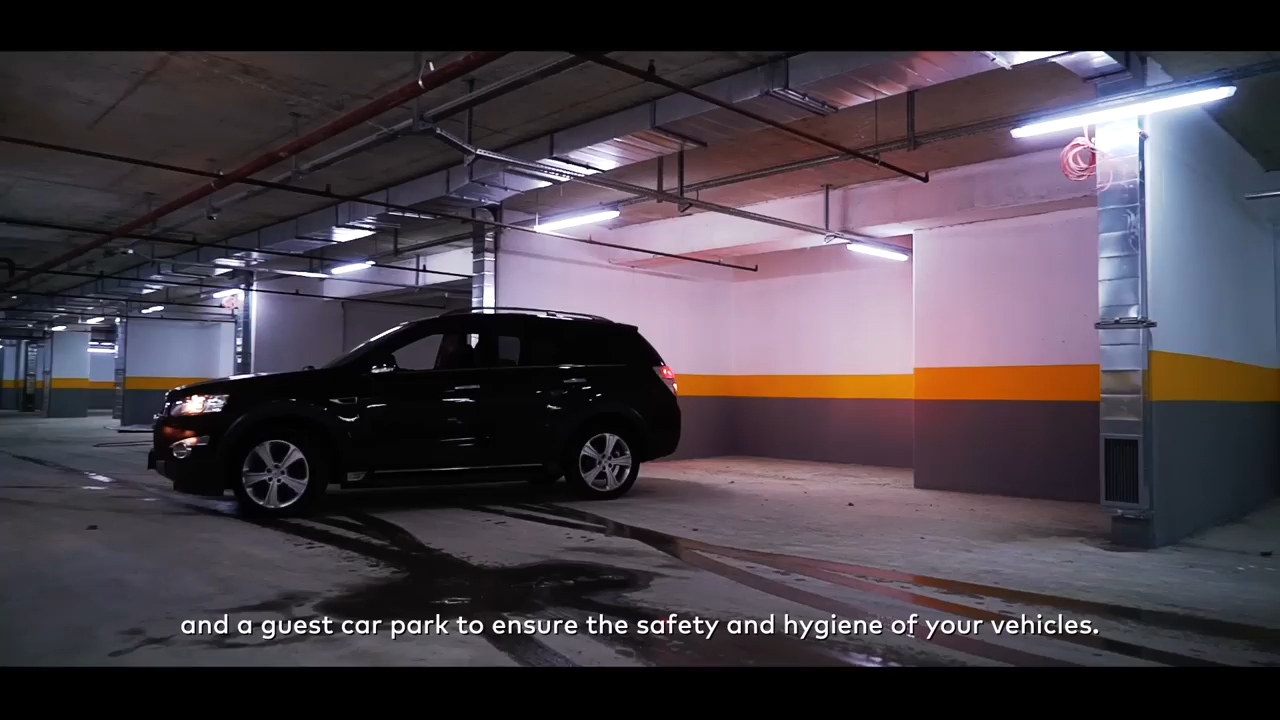 and a guest car park to ensure the safety and hygiene of your vehicles.